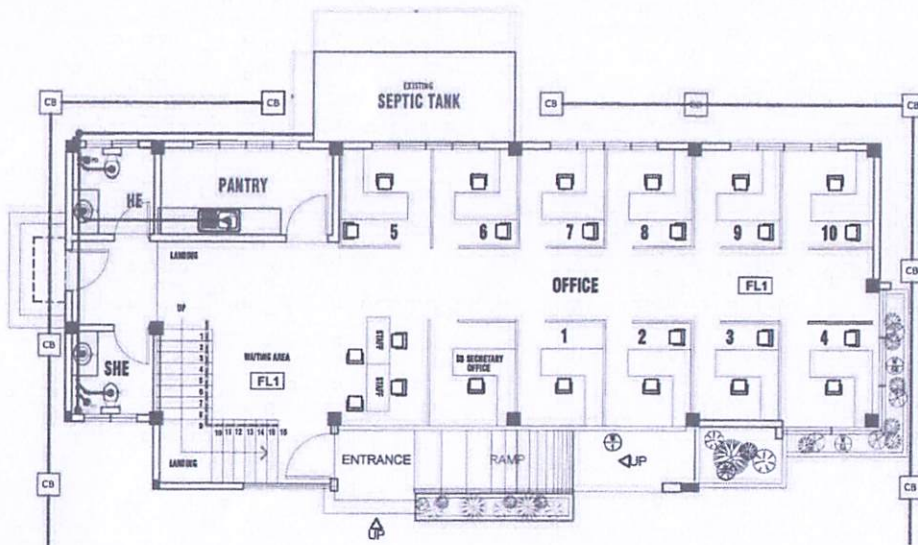 EXISTING
SEPTIC TANK
CB
CB
CB
CB
CB
HE
PANTRY
5
6
7
8
9
10
LANDING
UP
OFFICE
FL1
CB
CB
SHE
WAITING AREA
FL1
STAFF
STAFF
SECRETARY
OFFICE
1
2
3
4
1
2
3
4
5
6
7
8
9
10 11 12 13 14 15 16
LANDING
ENTRANCE
RAMP
UP
CB
CB
UP